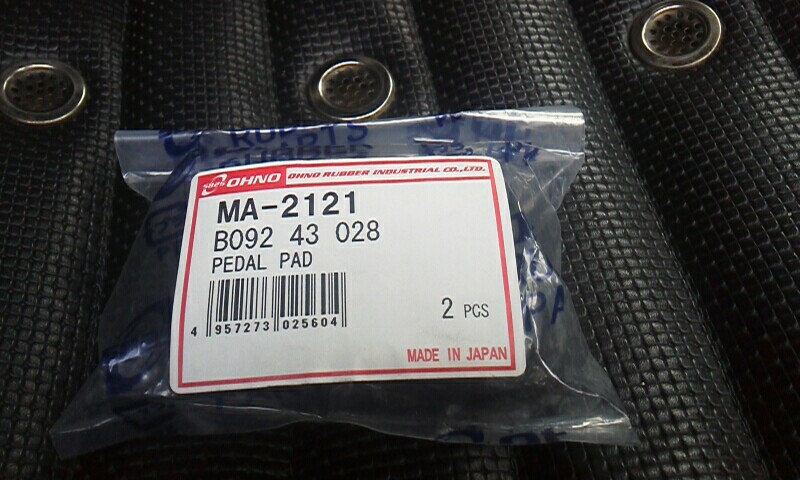 OHNO OHNO RUBBER INDUSTRIAL CO.,LTD.
MA-2121
B092 43 028
PEDAL PAD
4 957273 025604
2 PCS
MADE IN JAPAN